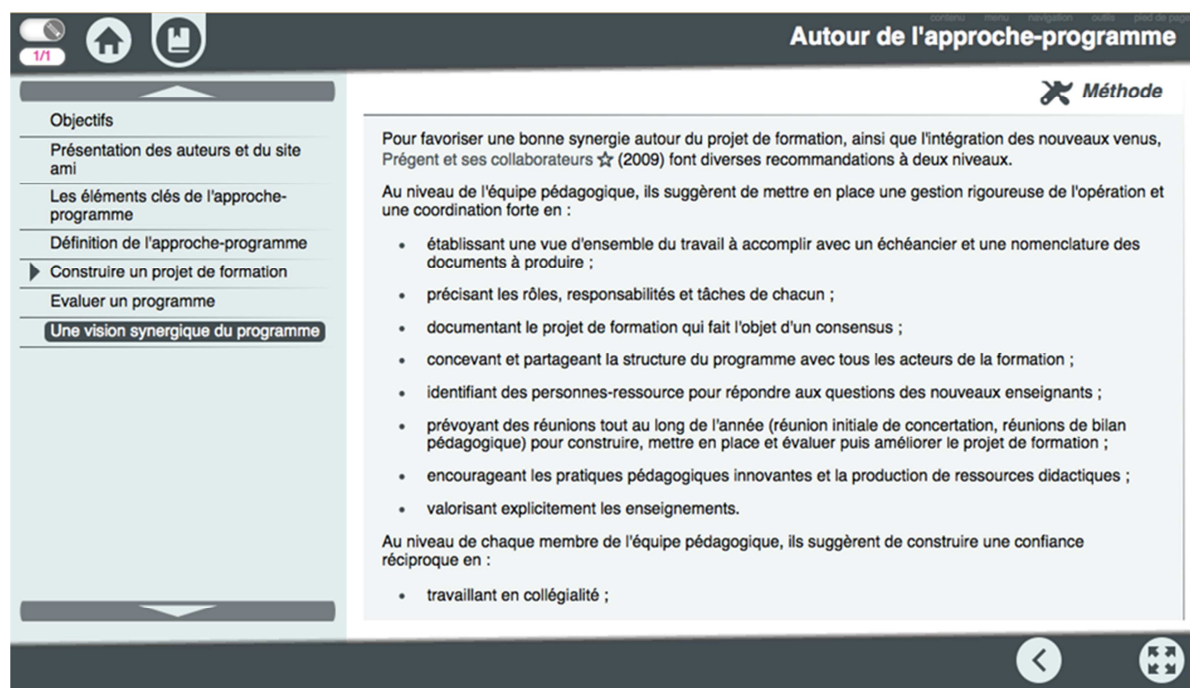 contenu menu navigation outils pied de page
Autour de l'approche-programme
1/1
Objectifs
Présentation des auteurs et du site
ami
Les éléments clés de l'approche-
programme
Définition de l'approche-programme
Construire un projet de formation
Evaluer un programme
Une vision synergique du programme
Méthode
Pour favoriser une bonne synergie autour du projet de formation, ainsi que l'intégration des nouveaux venus,
Prégent et ses collaborateurs ☆ (2009) font diverses recommandations à deux niveaux.
Au niveau de l'équipe pédagogique, ils suggèrent de mettre en place une gestion rigoureuse de l'opération et
une coordination forte en :
• établissant une vue d'ensemble du travail à accomplir avec un échéancier et une nomenclature des
documents à produire ;
• précisant les rôles, responsabilités et tâches de chacun ;
• documentant le projet de formation qui fait l'objet d'un consensus ;
• concevant et partageant la structure du programme avec tous les acteurs de la formation ;
• identifiant des personnes-ressource pour répondre aux questions des nouveaux enseignants ;
• prévoyant des réunions tout au long de l'année (réunion initiale de concertation, réunions de bilan
pédagogique) pour construire, mettre en place et évaluer puis améliorer le projet de formation ;
• encourageant les pratiques pédagogiques innovantes et la production de ressources didactiques ;
• valorisant explicitement les enseignements.
Au niveau de chaque membre de l'équipe pédagogique, ils suggèrent de construire une confiance
réciproque en :
• travaillant en collégialité ;